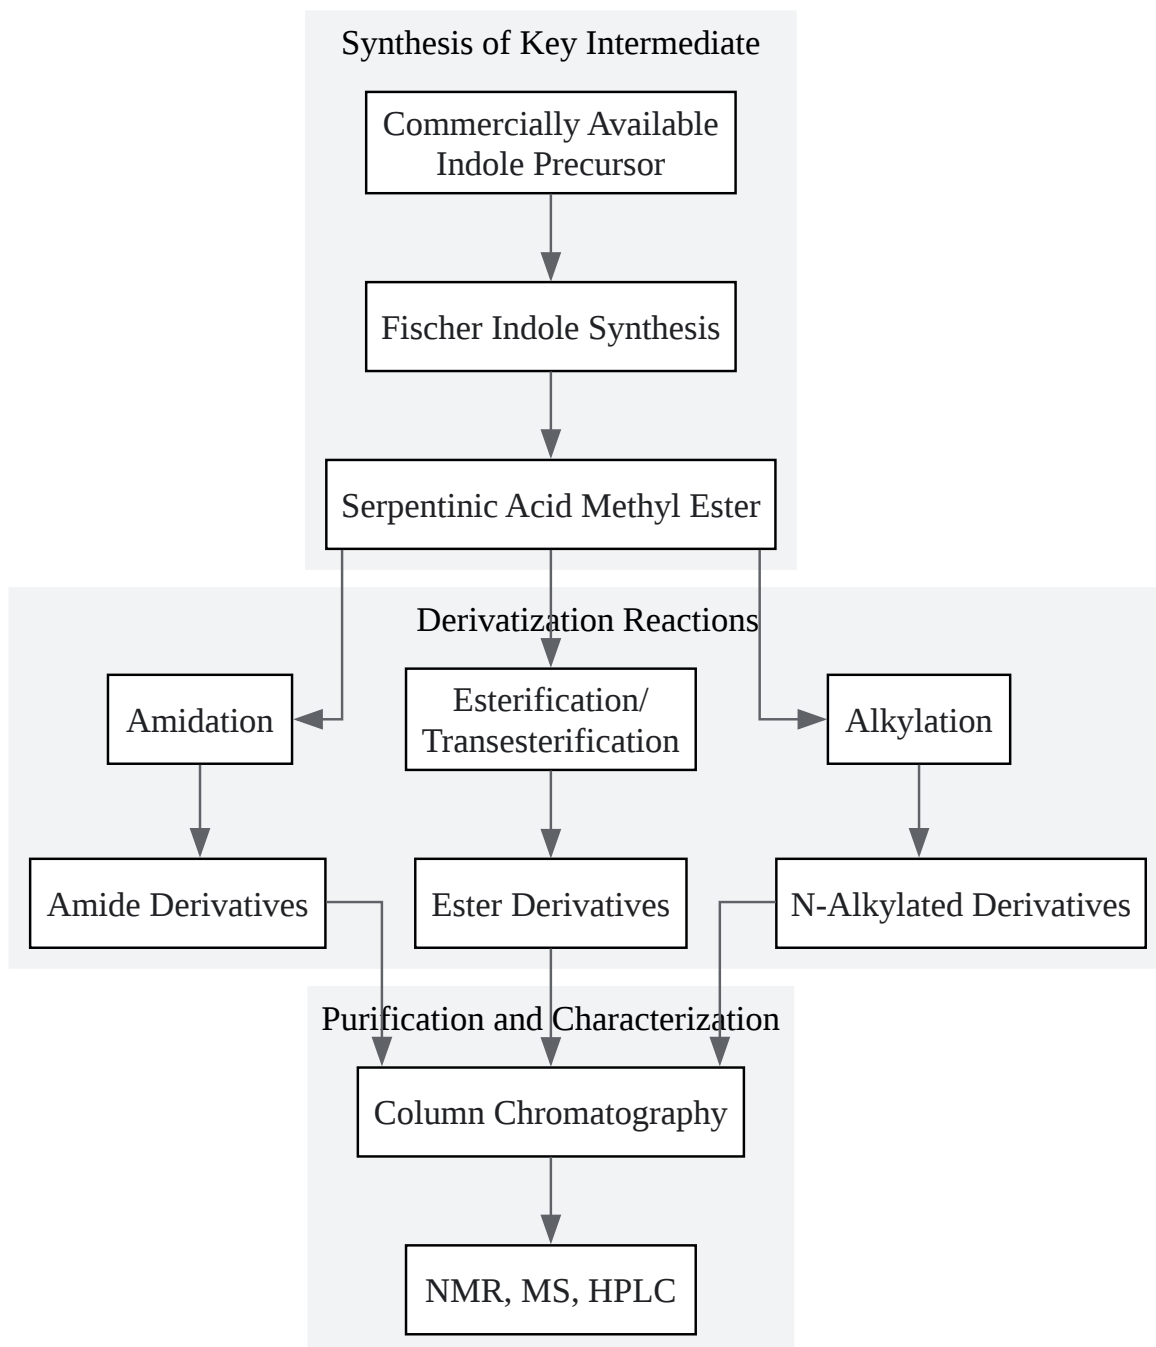 Synthesis of Key Intermediate
Commercially Available
Indole Precursor
Fischer Indole Synthesis
Serpentinic Acid Methyl Ester
Derivatization Reactions
Amidation
Esterification/
Transesterification
Alkylation
Amide Derivatives
Ester Derivatives
N-Alkylated Derivatives
Purification and Characterization
Column Chromatography
NMR, MS, HPLC